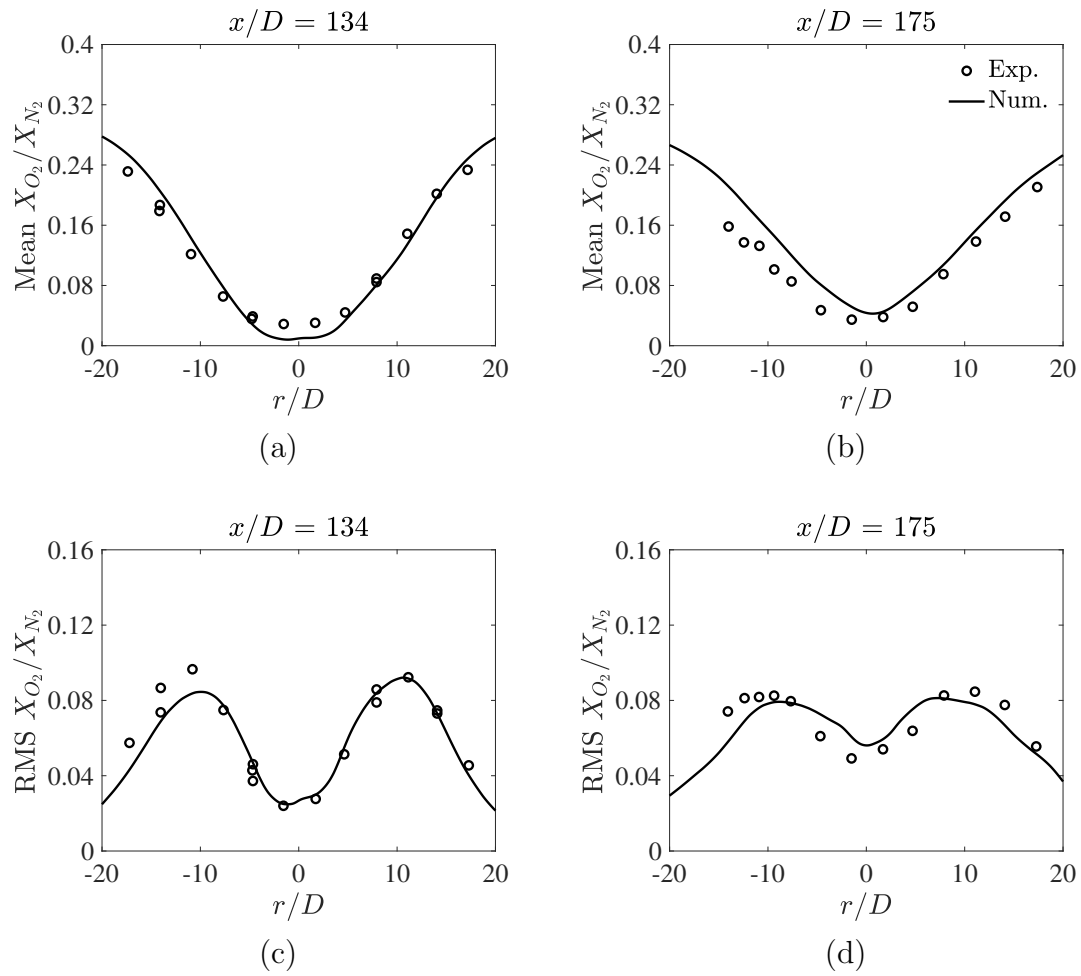 x/D = 134
Mean X_{O_2}/X_{N_2}
0.4
0.32
0.24
0.16
0.08
0
-20 -10 0 10 20
r/D
(a)
x/D = 175
Mean X_{O_2}/X_{N_2}
0.4
0.32
0.24
0.16
0.08
0
Exp.
Num.
-20 -10 0 10 20
r/D
(b)
x/D = 134
RMS X_{O_2}/X_{N_2}
0.16
0.12
0.08
0.04
0
-20 -10 0 10 20
r/D
(c)
x/D = 175
RMS X_{O_2}/X_{N_2}
0.16
0.12
0.08
0.04
0
-20 -10 0 10 20
r/D
(d)